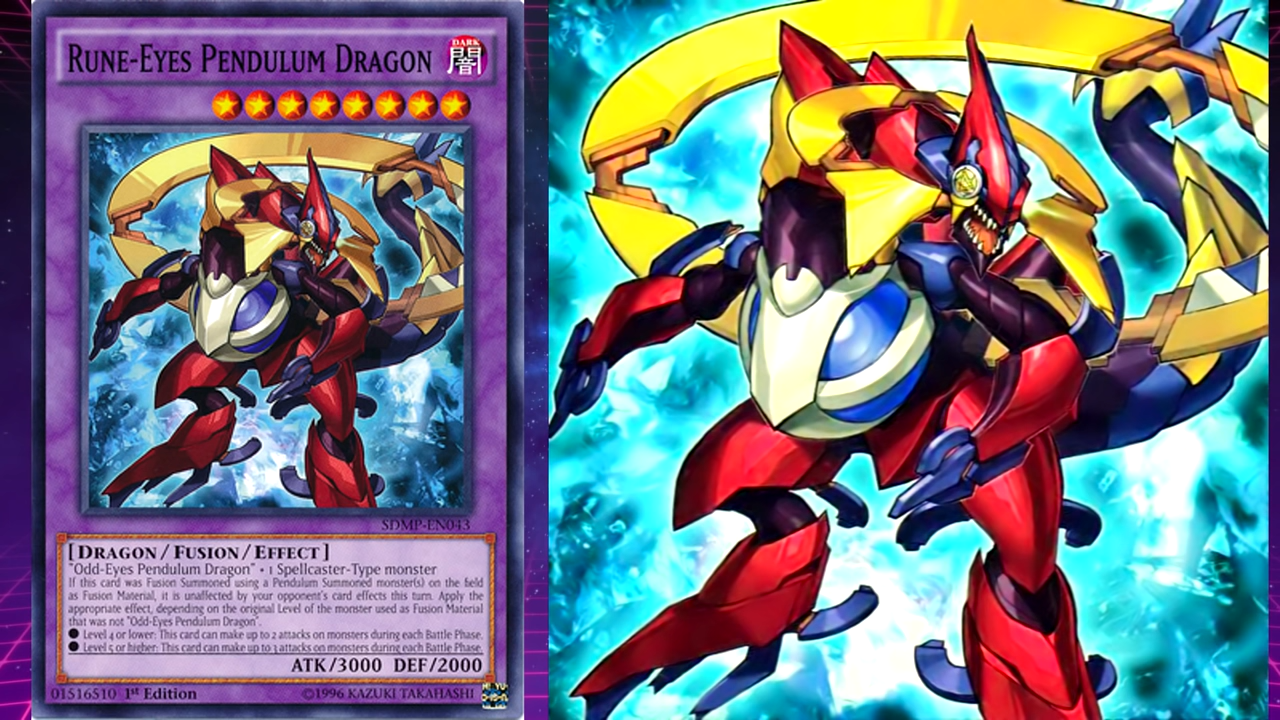 RUNE-EYES PENDULUM DRAGON
DARK
闇
SDMP-EN043
[DRAGON/FUSION/EFFECT]
"Odd-Eyes Pendulum Dragon" + 1 Spellcaster-Type monster
If this card was Fusion Summoned using a Pendulum Summoned monster(s) on the field
as Fusion Material, it is unaffected by your opponent's card effects this turn. Apply the
appropriate effect, depending on the original Level of the monster used as Fusion Material
that was not "Odd-Eyes Pendulum Dragon".
● Level 4 or lower: This card can make up to 2 attacks on monsters during each Battle Phase.
● Level 5 or higher: This card can make up to 3 attacks on monsters during each Battle Phase.
ATK/3000 DEF/2000
01516510 1st Edition ©1996 KAZUKI TAKAHASHI